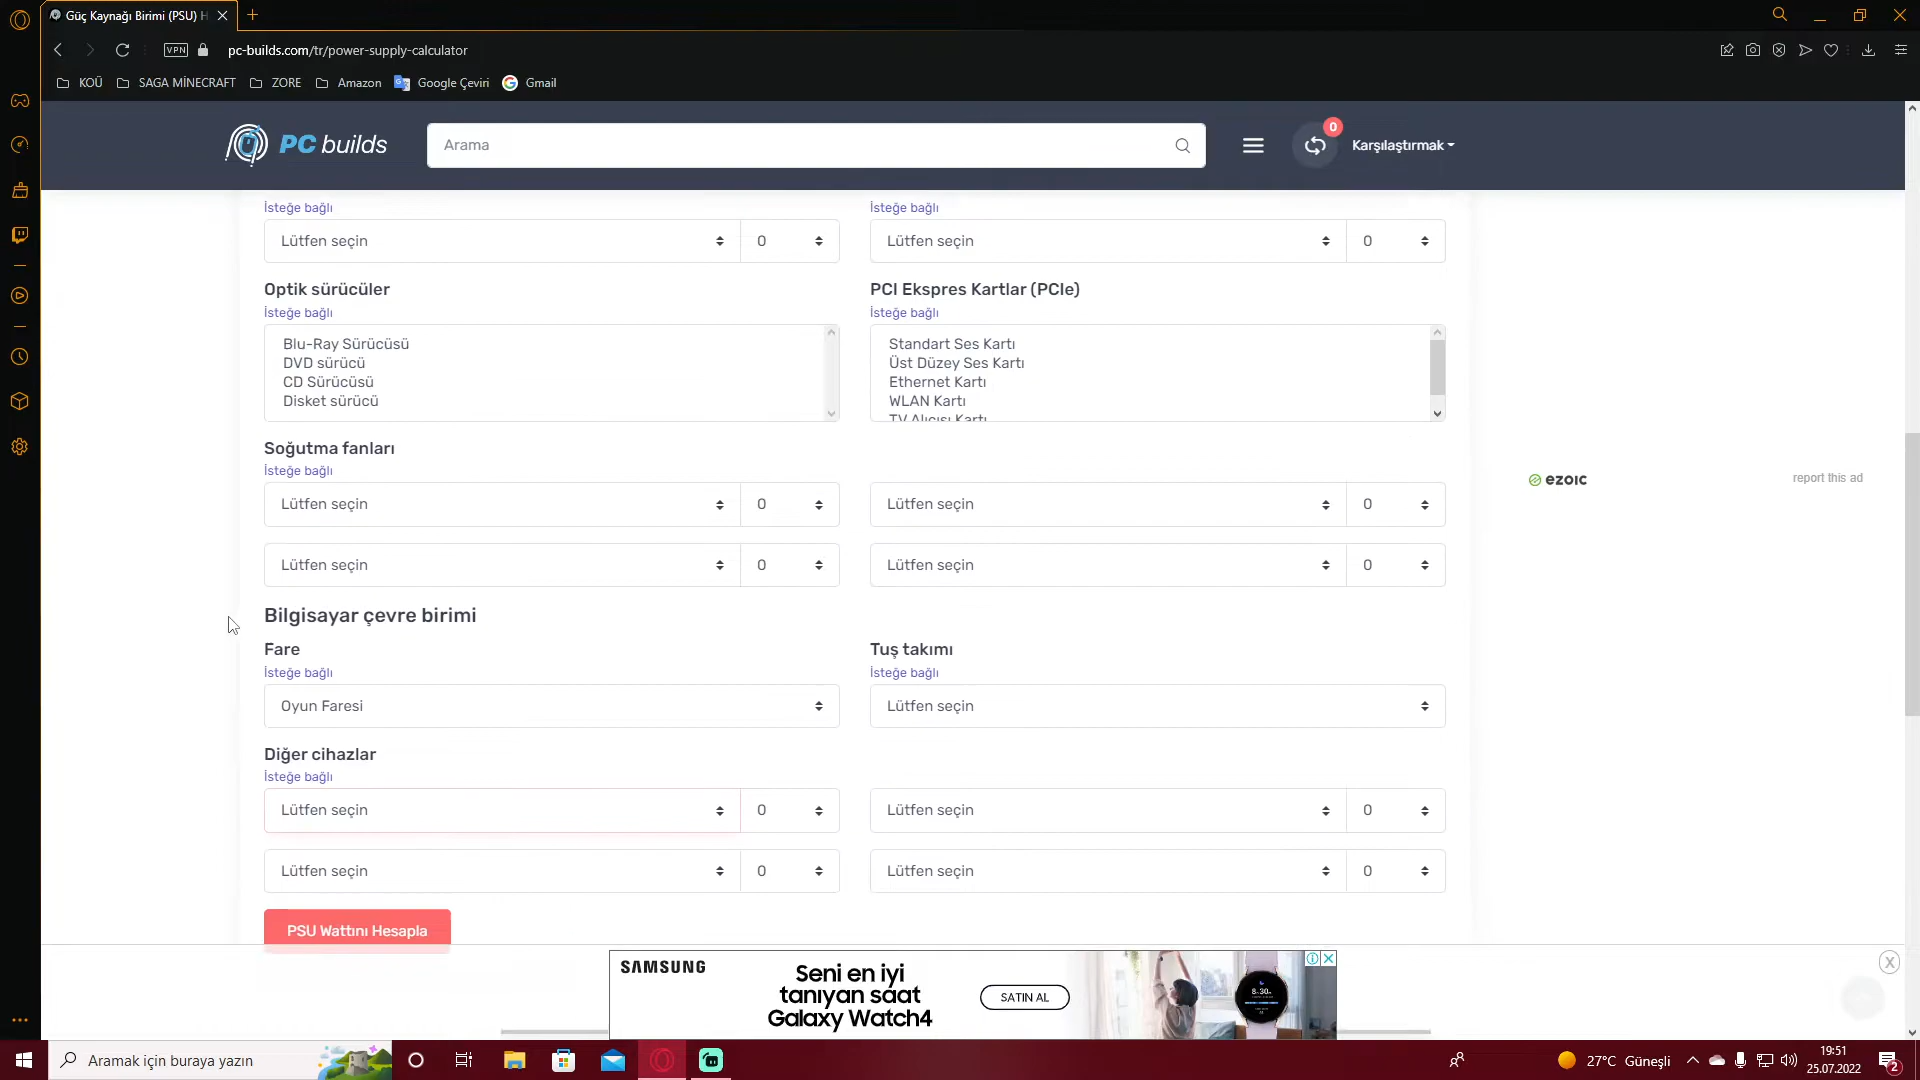 Güç Kaynağı Birimi (PSU) H
VPN
pc-builds.com/tr/power-supply-calculator
KOÜ
SAGA MİNECRAFT
ZORE
Amazon
Google Çeviri
Gmail
PC builds
Arama
0
Karşılaştırmak
İsteğe bağlı
İsteğe bağlı
Lütfen seçin
0
Lütfen seçin
0
Optik sürücüler
PCI Ekspres Kartlar (PCIe)
İsteğe bağlı
İsteğe bağlı
Blu-Ray Sürücüsü
DVD sürücü
CD Sürücüsü
Disket sürücü
Standart Ses Kartı
Üst Düzey Ses Kartı
Ethernet Kartı
WLAN Kartı
TV Alıcısı Kartı
Soğutma fanları
İsteğe bağlı
Lütfen seçin
0
Lütfen seçin
0
Lütfen seçin
0
Lütfen seçin
0
ezoic
report this ad
Bilgisayar çevre birimi
Fare
Tuş takımı
İsteğe bağlı
İsteğe bağlı
Oyun Faresi
Lütfen seçin
Diğer cihazlar
İsteğe bağlı
Lütfen seçin
0
Lütfen seçin
0
Lütfen seçin
0
Lütfen seçin
0
PSU Wattını Hesapla
SAMSUNG
Seni en iyi
tanıyan saat
Galaxy Watch4
SATIN AL
8:30
Aramak için buraya yazın
27°C Güneşli
19:51
25.07.2022
2